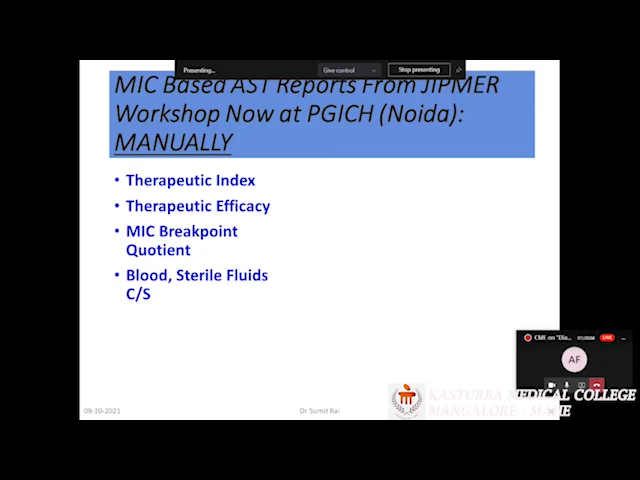 Presenting...
Give control
Stop presenting
MIC Based AST Reports From JIPMER
Workshop Now at PGICH (Noida):
MANUALLY
• Therapeutic Index
• Therapeutic Efficacy
• MIC Breakpoint
Quotient
• Blood, Sterile Fluids
C/S
CME on "Dia...
LIVE
AF
KASTURBA MEDICAL COLLEGE
MANGALORE -
09-10-2021
Dr Sumit Rai